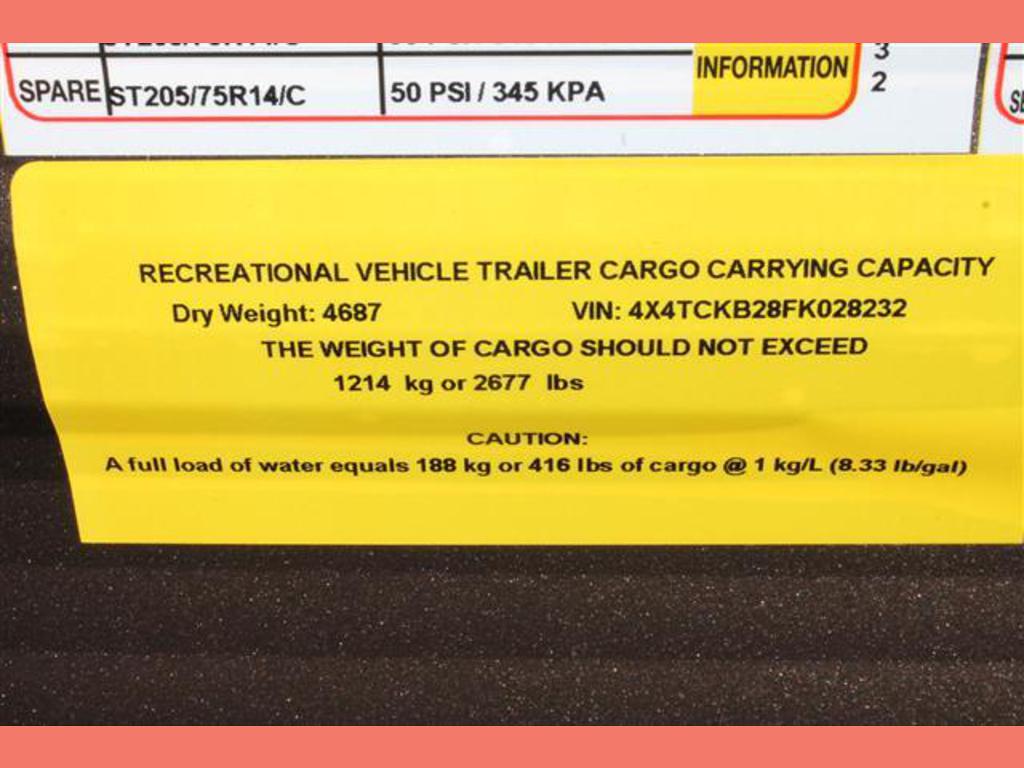 3
INFORMATION
SPARE ST205/75R14/C 50 PSI / 345 KPA
2
RECREATIONAL VEHICLE TRAILER CARGO CARRYING CAPACITY
Dry Weight: 4687 VIN: 4X4TCKB28FK028232
THE WEIGHT OF CARGO SHOULD NOT EXCEED
1214 kg or 2677 lbs
CAUTION:
A full load of water equals 188 kg or 416 lbs of cargo @ 1 kg/L (8.33 lb/gal)